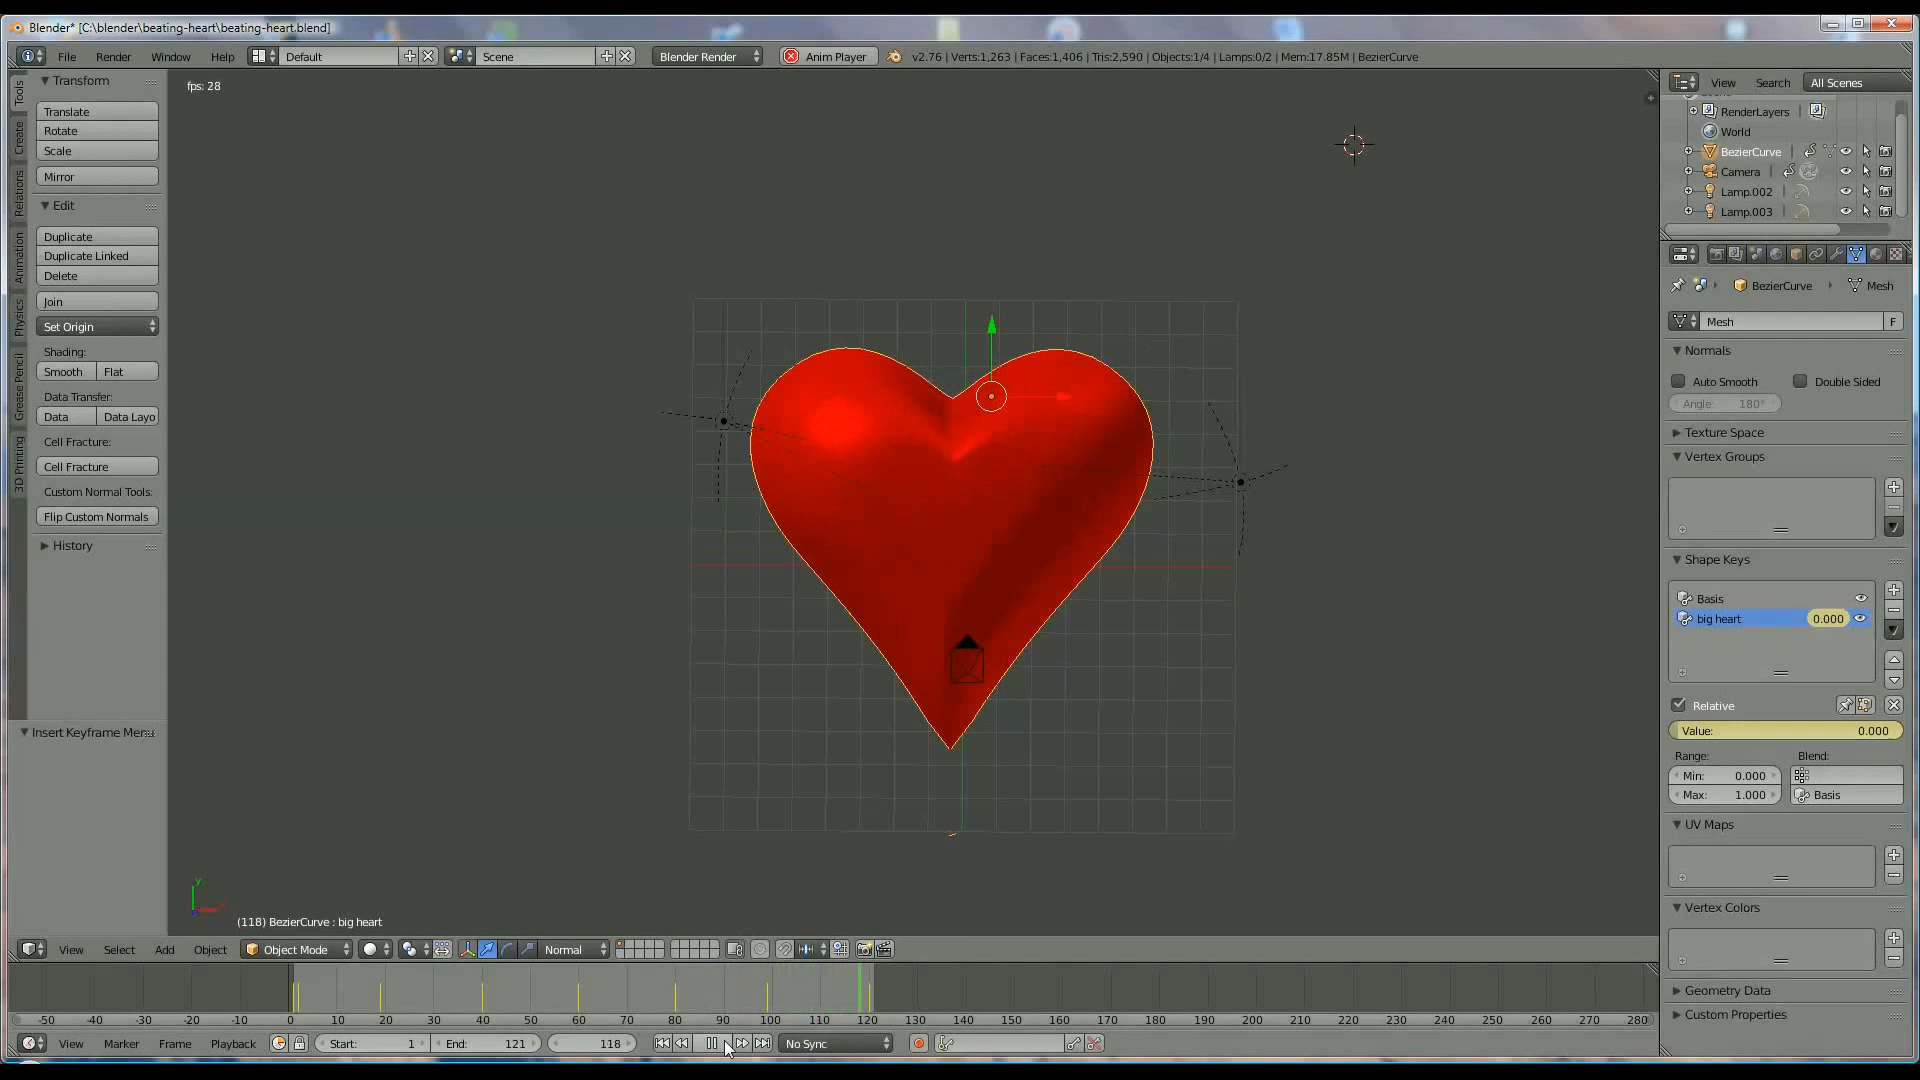 Blender* [C:\blender\beating-heart\beating-heart.blend]
File Render Window Help Default Scene Blender Render Anim Player v2.76 | Verts:1,263 | Faces:1,406 | Tris:2,590 | Objects:1/4 | Lamps:0/2 | Mem:17.85M | BezierCurve
Tools
Create
Relations
Animation
Physics
Grease Pencil
3D Printing
Transform
Translate
Rotate
Scale
Mirror
Edit
Duplicate
Duplicate Linked
Delete
Join
Set Origin
Shading:
Smooth Flat
Data Transfer:
Data Data Layo
Cell Fracture:
Cell Fracture
Custom Normal Tools:
Flip Custom Normals
History
Insert Keyframe Menu
fps: 28
y
(118) BezierCurve : big heart
View Search All Scenes
RenderLayers
World
BezierCurve
Camera
Lamp.002
Lamp.003
BezierCurve Mesh
Mesh F
Normals
Auto Smooth Double Sided
Angle: 180°
Texture Space
Vertex Groups
Shape Keys
Basis
big heart 0.000
Relative
Value: 0.000
Range: Blend:
Min: 0.000
Max: 1.000 Basis
UV Maps
Vertex Colors
Geometry Data
Custom Properties
View Select Add Object Object Mode Normal
-50 -40 -30 -20 -10 0 10 20 30 40 50 60 70 80 90 100 110 120 130 140 150 160 170 180 190 200 210 220 230 240 250 260 270 280
View Marker Frame Playback Start: 1 End: 121 118 No Sync